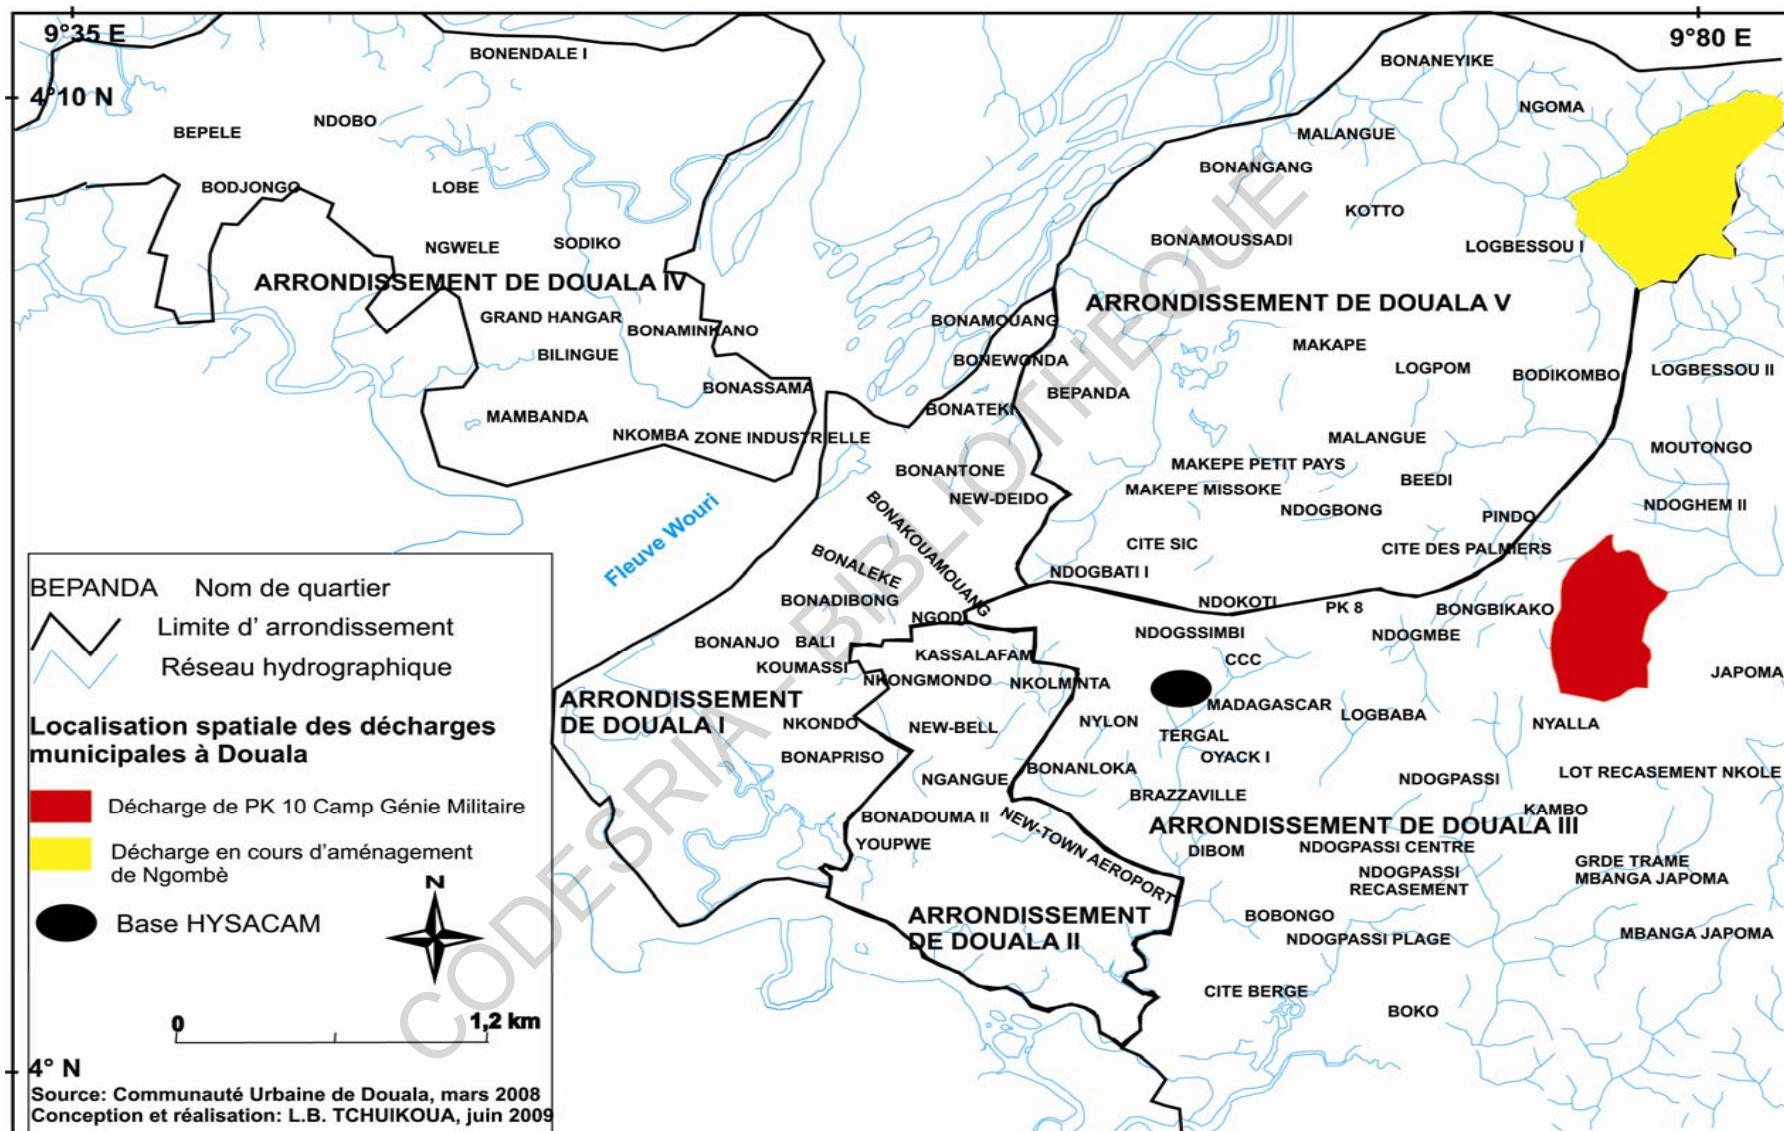 9°35 E
9°80 E
4°10 N
BONENDALE I
BONANEYIKE
NGOMA
NDOBO
BEPELE
MALANGUE
BONANGANG
BODJONGO
LOBE
KOTTO
NGWELE
SODIKO
BONAMOUSSADI
LOGBESSOU I
ARRONDISSEMENT DE DOUALA IV
ARRONDISSEMENT DE DOUALA V
GRAND HANGAR
BONAMINKANO
BONAMOUANG
BILINGUE
BONEWONDA
MAKAPE
LOGPOM
BODIKOMBO
LOGBESSOU II
BONASSAMA
BEPANDA
MAMBANDA
BONATEKI
NKOMBA
ZONE INDUSTRIELLE
MALANGUE
MOUTONGO
BONANTONE
MAKEPE PETIT PAYS
BEEDI
NEW-DEIDO
MAKEPE MISSOKE
NDOGBONG
PINDO
NDOGHEM II
Fleuve Wouri
BONAKOUAMOUANG
BONALEKE
CITE SIC
CITE DES PALMIERS
NDOGBATI I
BONADIBONG
NGODI
NDOKOTI
PK 8
BONGBIKAKO
BONANJO
BALI
NDOGSSIMBI
NDOGMBE
KOUMASSI
KASSALAFAM
CCC
JAPOMA
NKONGMONDO
NKOLMINTA
ARRONDISSEMENT
DE DOUALA I
MADAGASCAR
LOGBABA
NKONDO
NEW-BELL
NYLON
TERGAL
NYALLA
BONAPRISO
OYACK I
NGANGUE
BONANLOKA
NDOGPASSI
LOT RECASEMENT NKOLE
BRAZZAVILLE
KAMBO
BONADOUMA II
NEW-TOWN AEROPORT
ARRONDISSEMENT DE DOUALA III
YOUPWE
DIBOM
NDOGPASSI CENTRE
NDOGPASSI
RECASEMENT
GRDE TRAME
MBANGA JAPOMA
ARRONDISSEMENT
DE DOUALA II
BOBONGO
NDOGPASSI PLAGE
MBANGA JAPOMA
CITE BERGE
BOKO
BEPANDA Nom de quartier
Limite d' arrondissement
Réseau hydrographique
Localisation spatiale des décharges
municipales à Douala
Décharge de PK 10 Camp Génie Militaire
Décharge en cours d'aménagement
de Ngombè
Base HYSACAM
N
0 1,2 km
4° N
Source: Communauté Urbaine de Douala, mars 2008
Conception et réalisation: L.B. TCHUIKOUA, juin 2009
CODESRIA - BIBLIOTHEQUE